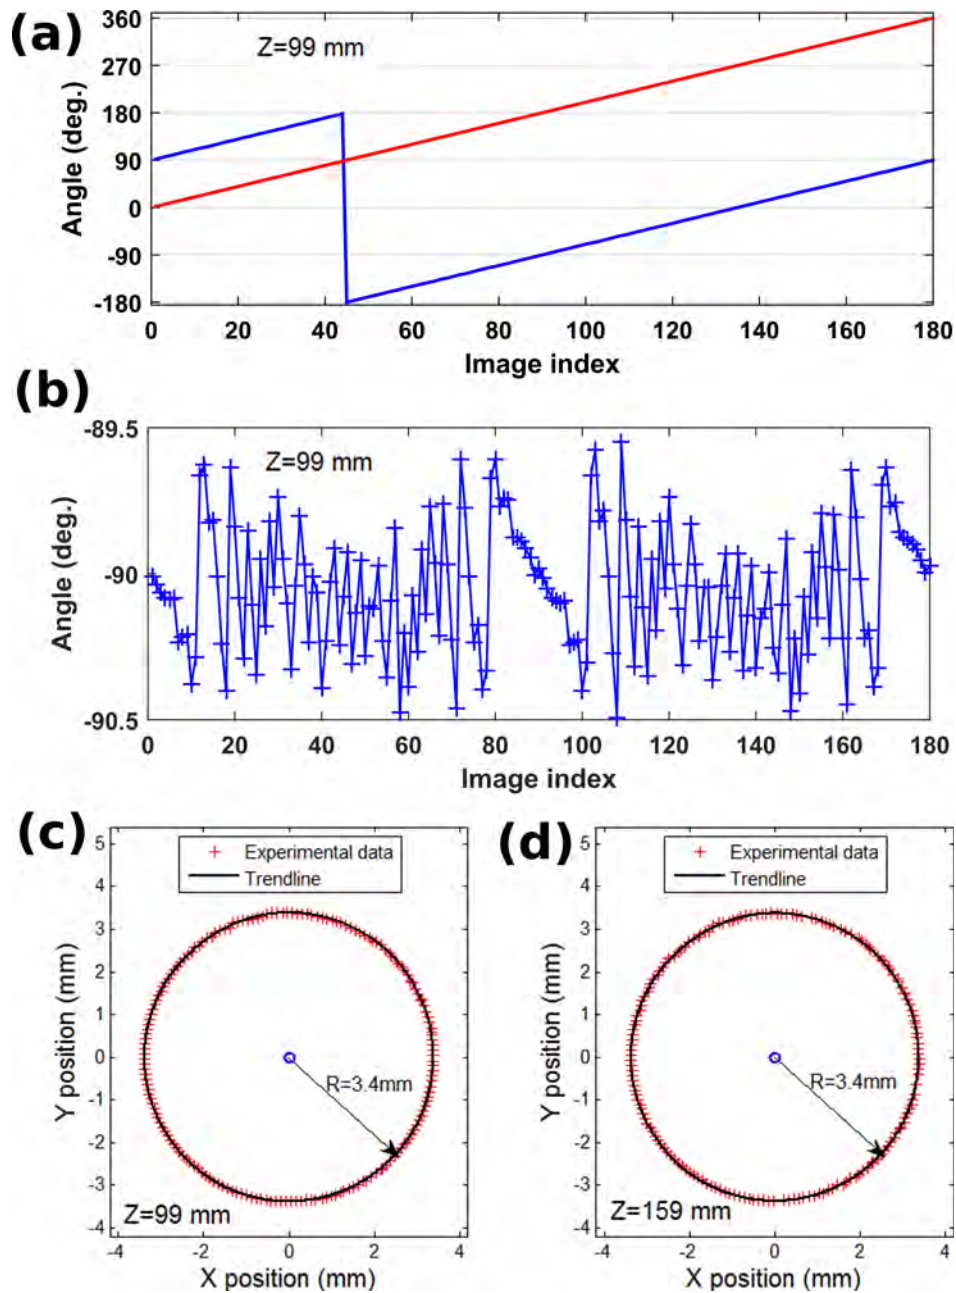 (a)
Z=99 mm
360
270
180
90
0
-90
-180
Angle (deg.)
0 20 40 60 80 100 120 140 160 180
Image index
(b)
Z=99 mm
-89.5
-90
-90.5
Angle (deg.)
0 20 40 60 80 100 120 140 160 180
Image index
(c)
Experimental data
Trendline
5
4
3
2
1
0
-1
-2
-3
-4
Y position (mm)
R=3.4mm
Z=99 mm
-4 -2 0 2 4
X position (mm)
(d)
Experimental data
Trendline
5
4
3
2
1
0
-1
-2
-3
-4
Y position (mm)
R=3.4mm
Z=159 mm
-4 -2 0 2 4
X position (mm)